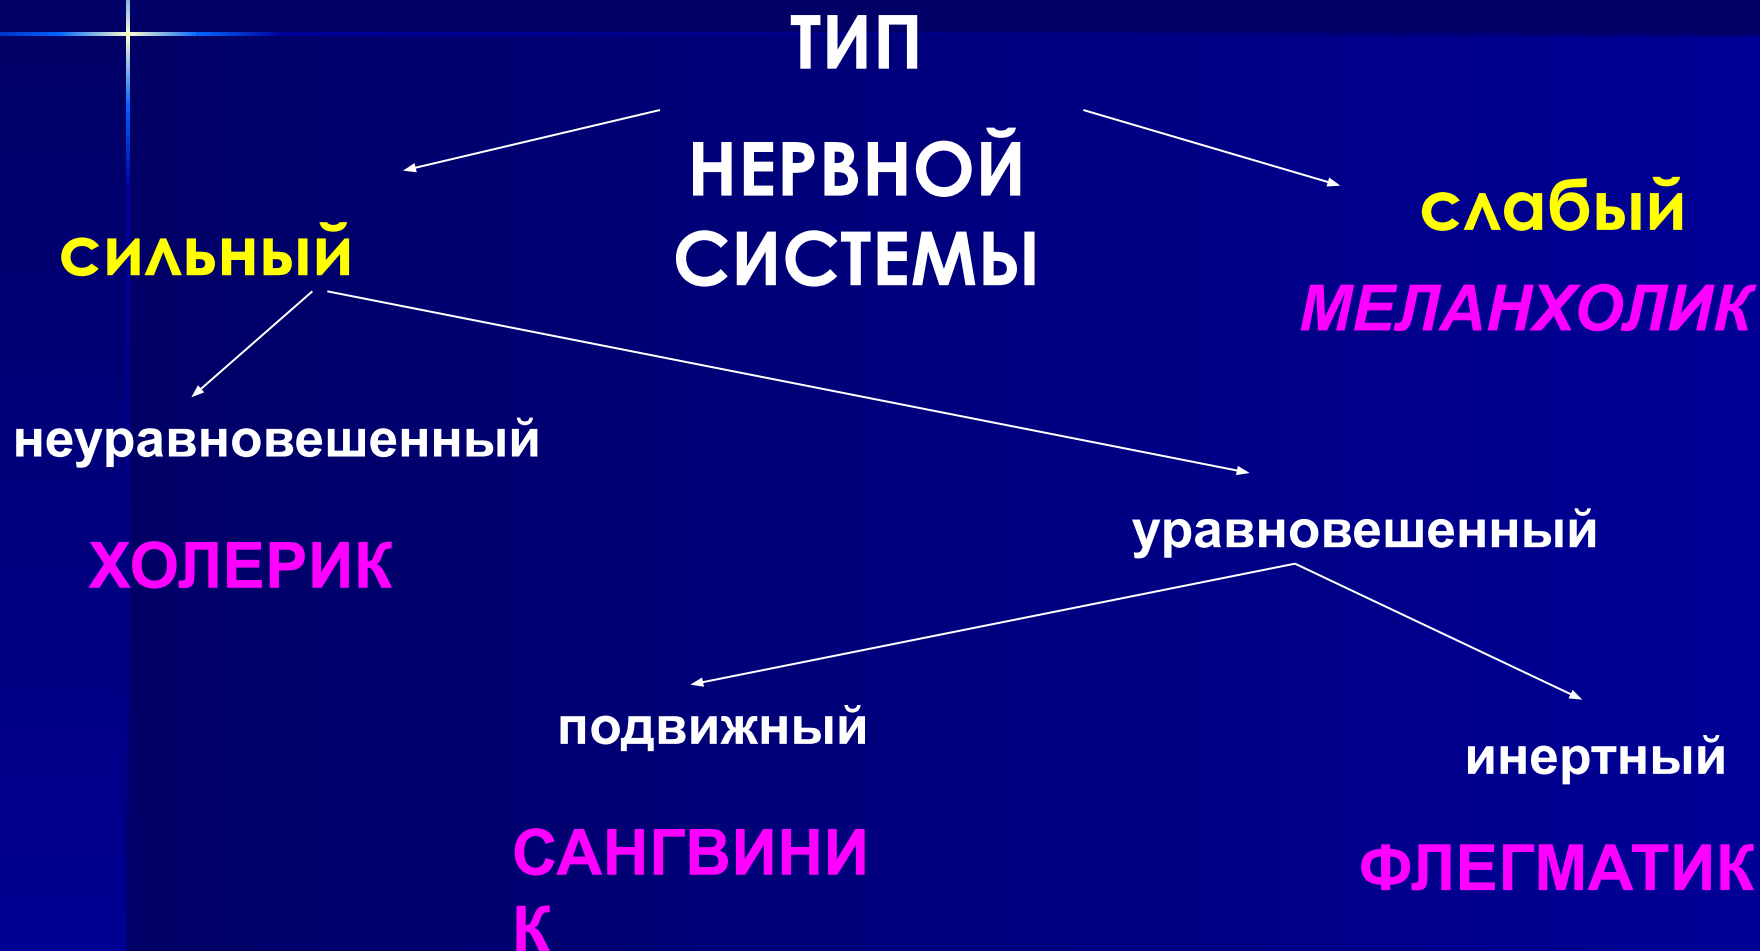 ТИП
НЕРВНОЙ
СИСТЕМЫ
сильный
слабый
МЕЛАНХОЛИК
неуравновешенный
ХОЛЕРИК
уравновешенный
подвижный
инертный
САНГВИНИ
К
ФЛЕГМАТИК